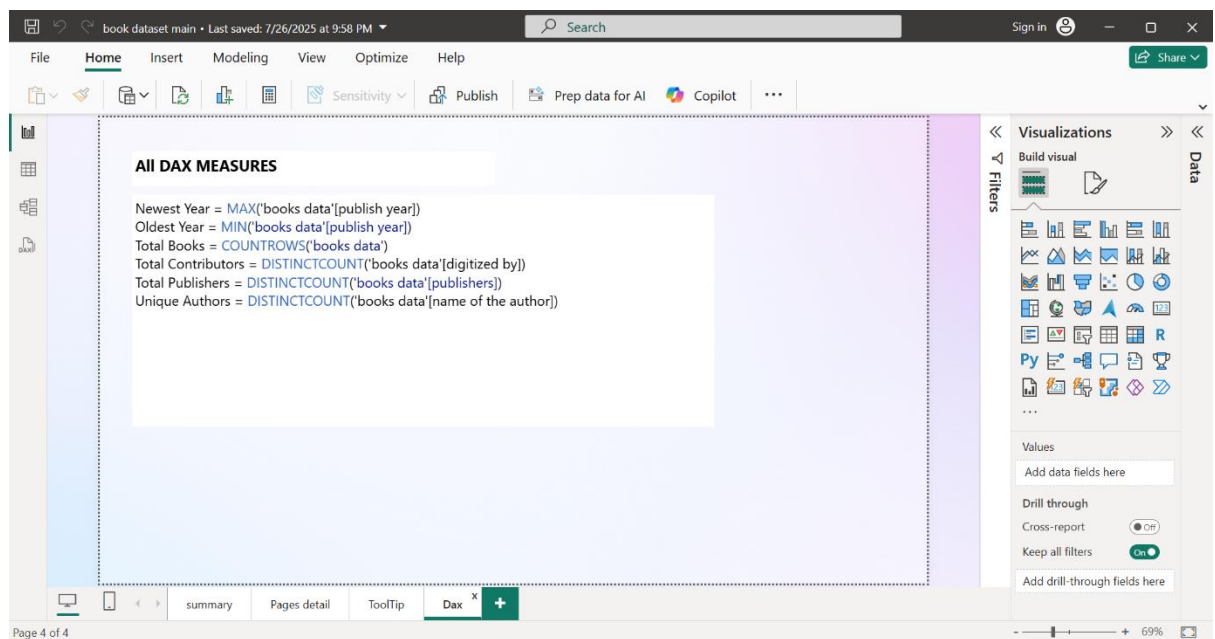 book dataset main • Last saved: 7/26/2025 at 9:58 PM
Search
Sign in
File Home Insert Modeling View Optimize Help
Share
Sensitivity
Publish
Prep data for AI
Copilot
All DAX MEASURES
Newest Year = MAX('books data'[publish year])
Oldest Year = MIN('books data'[publish year])
Total Books = COUNTROWS('books data')
Total Contributors = DISTINCTCOUNT('books data'[digitized by])
Total Publishers = DISTINCTCOUNT('books data'[publishers])
Unique Authors = DISTINCTCOUNT('books data'[name of the author])
Filters
Visualizations
Build visual
123
R
Py
123
...
Values
Add data fields here
Drill through
Cross-report Off
Keep all filters On
Add drill-through fields here
Data
DAX
summary Pages detail ToolTip Dax x +
Page 4 of 4
- + 69%